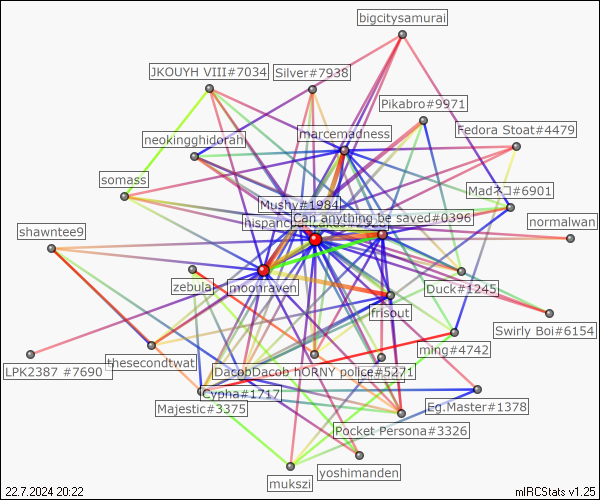 bigcitysamurai
JKOUYH VIII#7034
Silver#7938
Pikabro#9971
marcemadness
Fedora Stoat#4479
neokingghidorah
somass
Madネコ#6901
Mushy#1984
Can anything be saved#0396
normalwan
shawntee9
zebula
moonraven
Duck#1245
frisout
Swirly Boi#6154
ming#4742
LPK2387 #7690
thesecondtwat
DacobDacob hORNY police#5271
Cypha#1717
Majestic#3375
Eg.Master#1378
Pocket Persona#3326
yoshimanden
mukszi
22.7.2024 20:22
mIRCStats v1.25